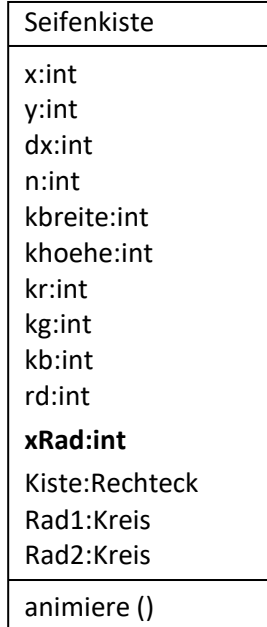 Seifenkiste
x:int
y:int
dx:int
n:int
kbreite:int
khoehe:int
kr:int
kg:int
kb:int
rd:int
xRad:int
Kiste:Rechteck
Rad1:Kreis
Rad2:Kreis
animiere ()